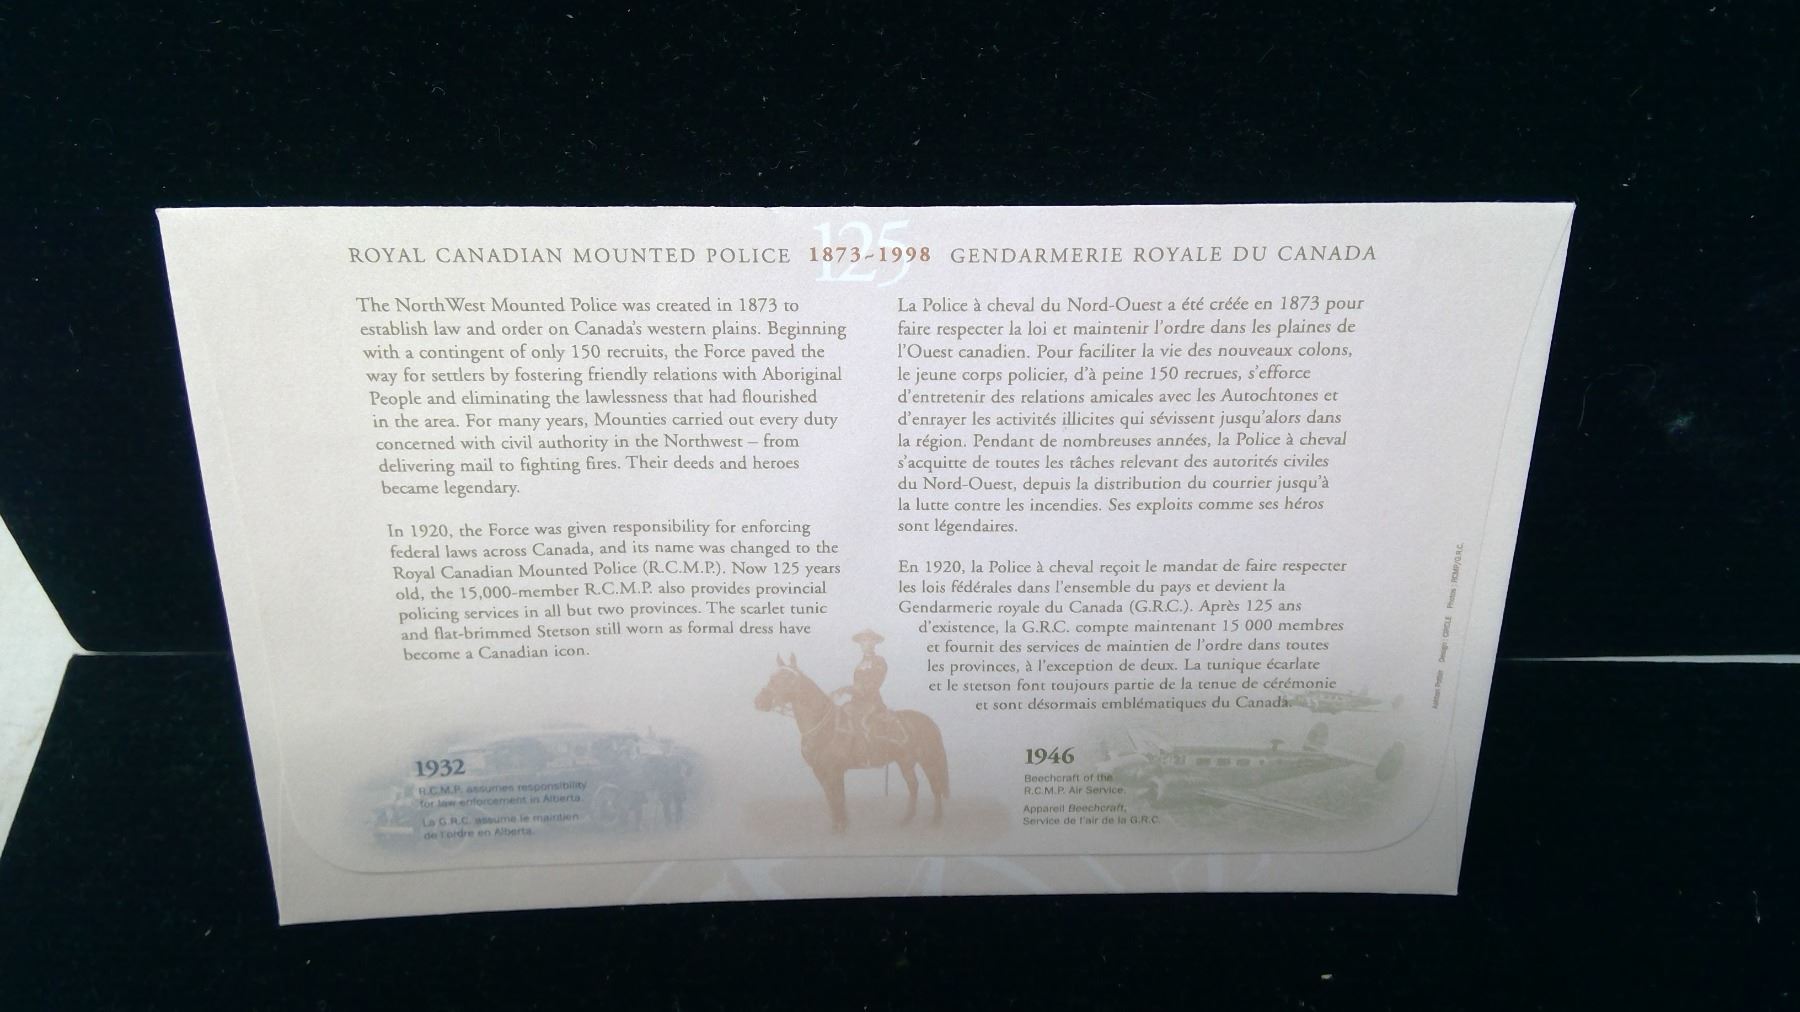 125
ROYAL CANADIAN MOUNTED POLICE 1873~1998 GENDARMERIE ROYALE DU CANADA
The NorthWest Mounted Police was created in 1873 to
establish law and order on Canada's western plains. Beginning
with a contingent of only 150 recruits, the Force paved the
way for settlers by fostering friendly relations with Aboriginal
People and eliminating the lawlessness that had flourished
in the area. For many years, Mounties carried out every duty
concerned with civil authority in the Northwest – from
delivering mail to fighting fires. Their deeds and heroes
became legendary.
In 1920, the Force was given responsibility for enforcing
federal laws across Canada, and its name was changed to the
Royal Canadian Mounted Police (R.C.M.P.). Now 125 years
old, the 15,000-member R.C.M.P. also provides provincial
policing services in all but two provinces. The scarlet tunic
and flat-brimmed Stetson still worn as formal dress have
become a Canadian icon.
La Police à cheval du Nord-Ouest a été créée en 1873 pour
faire respecter la loi et maintenir l'ordre dans les plaines de
l'Ouest canadien. Pour faciliter la vie des nouveaux colons,
le jeune corps policier, d'à peine 150 recrues, s'efforce
d'entretenir des relations amicales avec les Autochtones et
d'enrayer les activités illicites qui sévissent jusqu'alors dans
la région. Pendant de nombreuses années, la Police à cheval
s'acquitte de toutes les tâches relevant des autorités civiles
du Nord-Ouest, depuis la distribution du courrier jusqu'à
la lutte contre les incendies. Ses exploits comme ses héros
sont légendaires.
En 1920, la Police à cheval reçoit le mandat de faire respecter
les lois fédérales dans l'ensemble du pays et devient la
Gendarmerie royale du Canada (G.R.C.). Après 125 ans
d'existence, la G.R.C. compte maintenant 15 000 membres
et fournit des services de maintien de l'ordre dans toutes
les provinces, à l'exception de deux. La tunique écarlate
et le stetson font toujours partie de la tenue de cérémonie
et sont désormais emblématiques du Canada.
1932
R.C.M.P. assumes responsibility
for law enforcement in Alberta.
La G.R.C. assume le maintien
de l'ordre en Alberta.
1946
Beechcraft of the
R.C.M.P. Air Service.
Appareil Beechcraft,
Service de l'air de la G.R.C.
Design: CIRCLE Photos: RCMP/G.R.C.